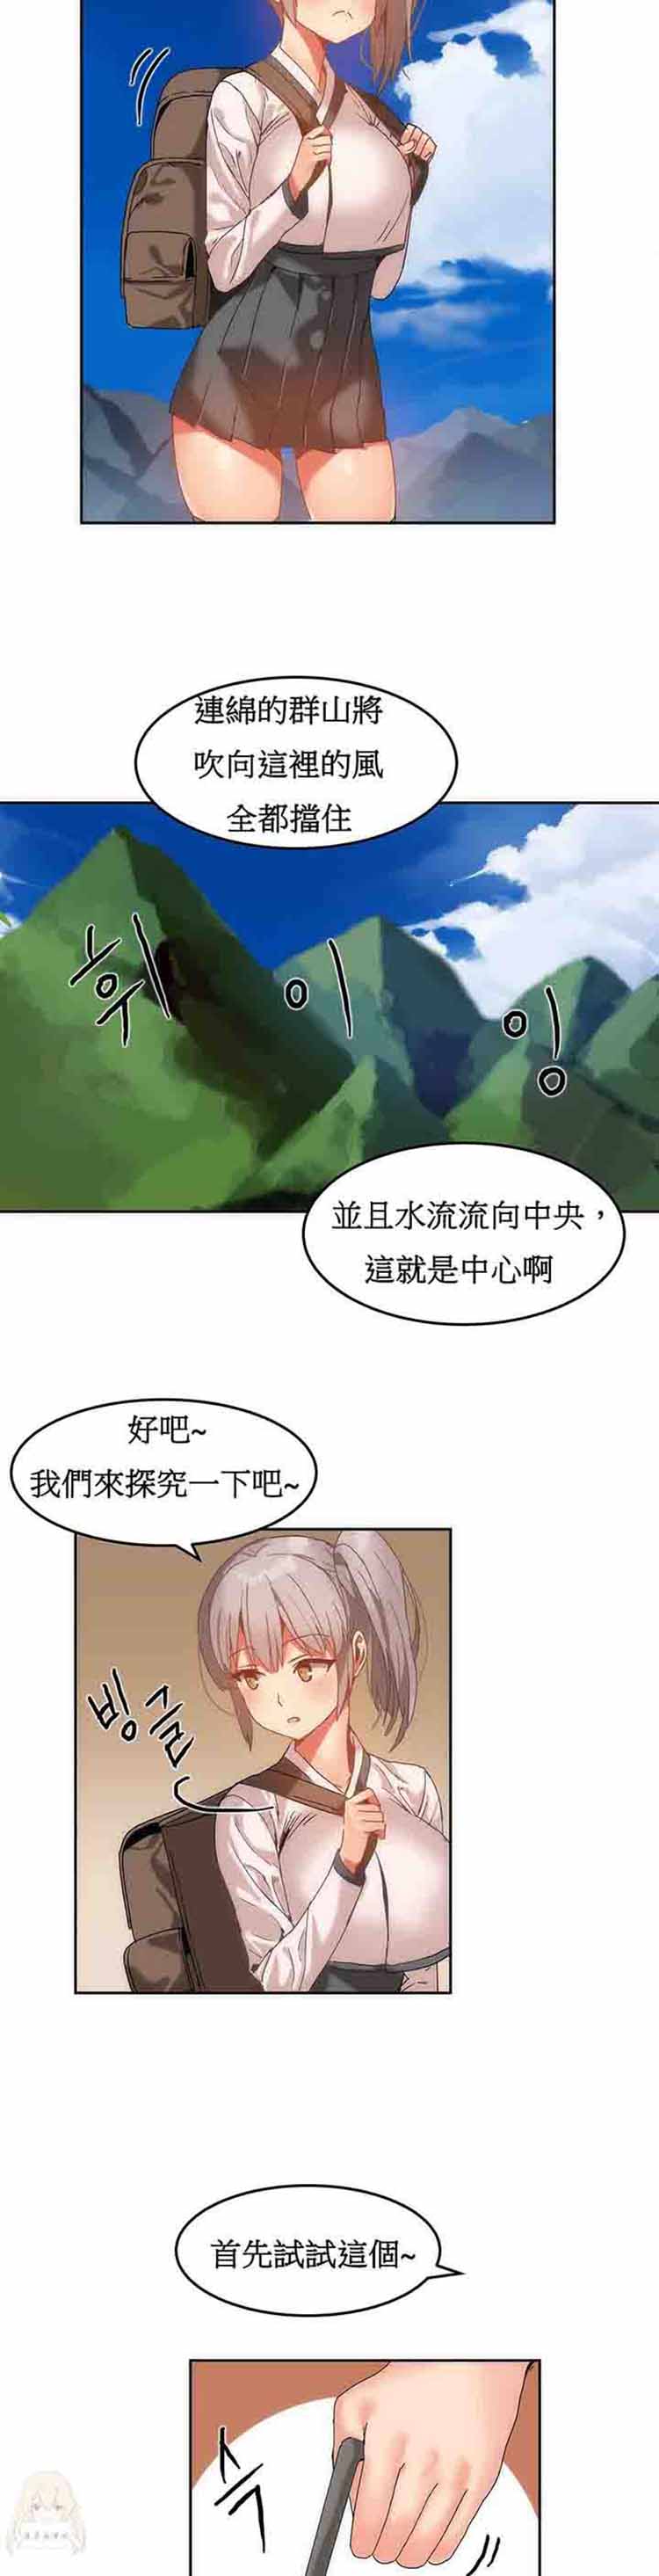 連綿的群山將
吹向這裡的風
全都擋住
휘이잉
並且水流流向中央，
這就是中心啊
好吧~
我們來探究一下吧~
빙글
首先試試這個~
스